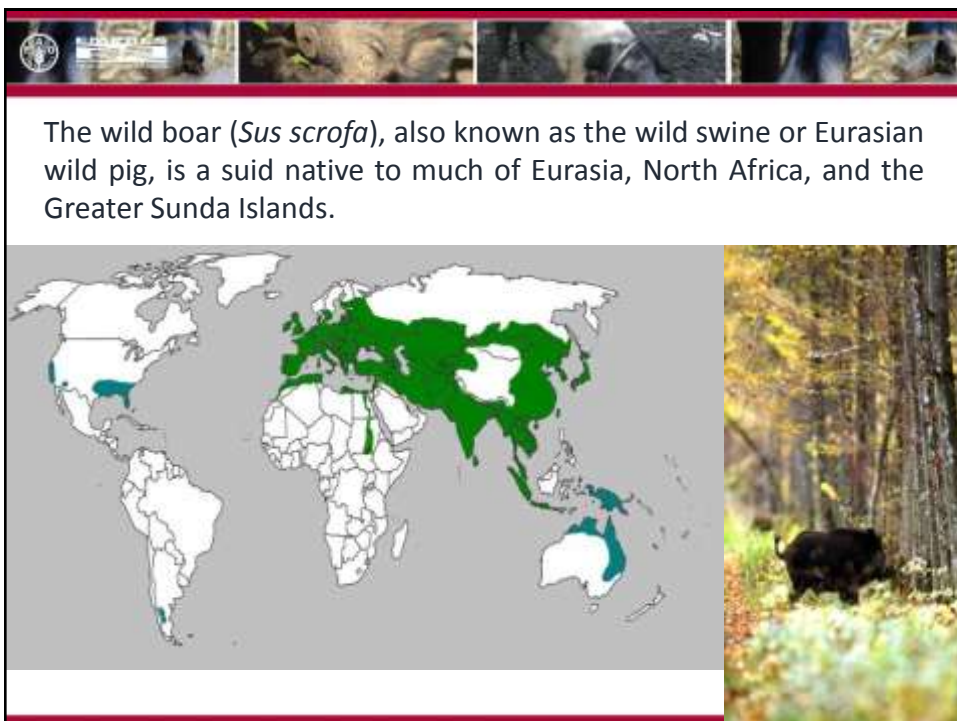 The wild boar (Sus scrofa), also known as the wild swine or Eurasian
wild pig, is a suid native to much of Eurasia, North Africa, and the
Greater Sunda Islands.